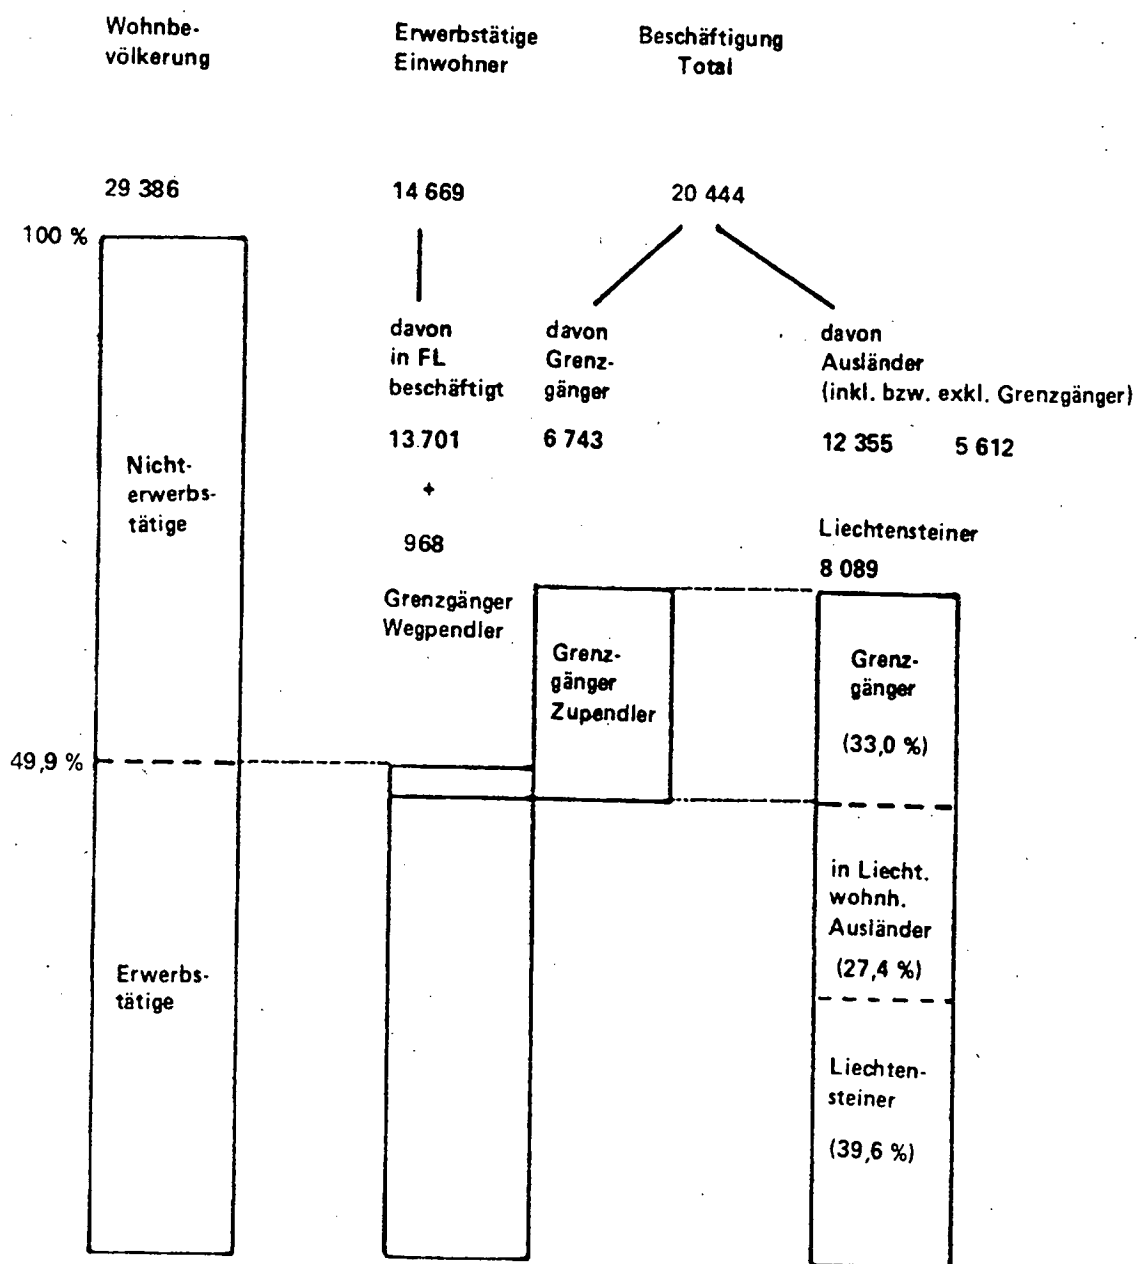 Wohnbe-
völkerung
Erwerbstätige
Einwohner
Beschäftigung
Total
29 386
14 669
20 444
100 %
davon
in FL
beschäftigt
13.701
+
968
Grenzgänger
Wegpendler
davon
Grenz-
gänger
6 743
davon
Ausländer
(inkl. bzw. exkl. Grenzgänger)
12 355 5 612
Liechtensteiner
8 089
Nicht-
erwerbs-
tätige
49,9 %
Erwerbs-
tätige
Grenz-
gänger
Zupendler
Grenz-
gänger
(33,0 %)
in Liecht.
wohnh.
Ausländer
(27,4 %)
Liechten-
steiner
(39,6 %)